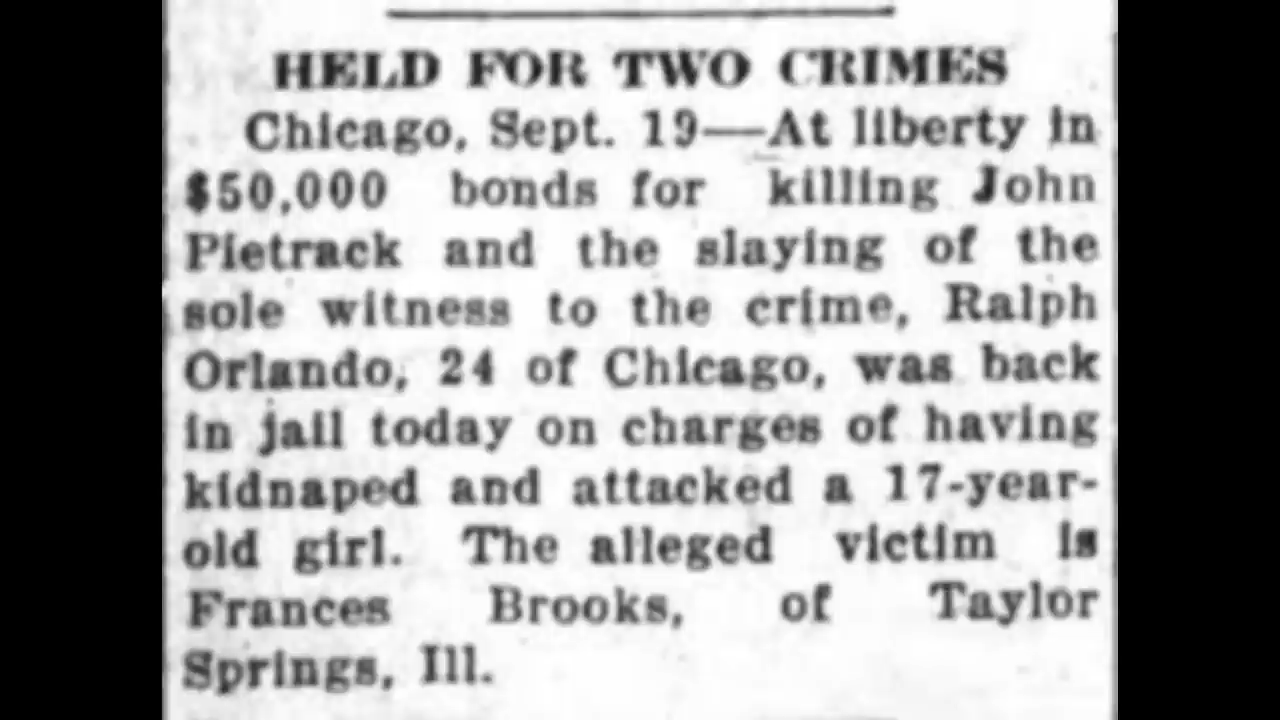 HELD FOR TWO CRIMES
Chicago, Sept. 19—At liberty in
$50,000 bonds for killing John
Pietrack and the slaying of the
sole witness to the crime, Ralph
Orlando, 24 of Chicago, was back
in jail today on charges of having
kidnaped and attacked a 17-year-
old girl. The alleged victim is
Frances Brooks, of Taylor
Springs, Ill.